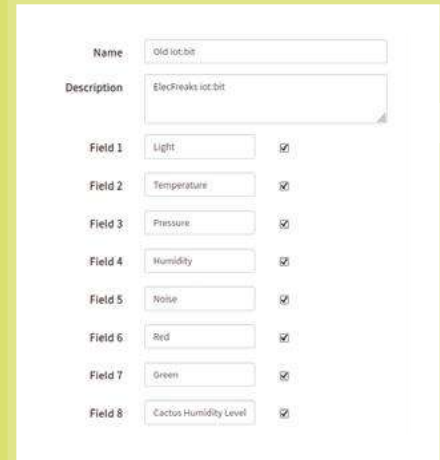 Name Old iot:bit
Description ElecFreaks iot:bit
Field 1 Light
Field 2 Temperature
Field 3 Pressure
Field 4 Humidity
Field 5 Noise
Field 6 Red
Field 7 Green
Field 8 Cactus Humidity Level